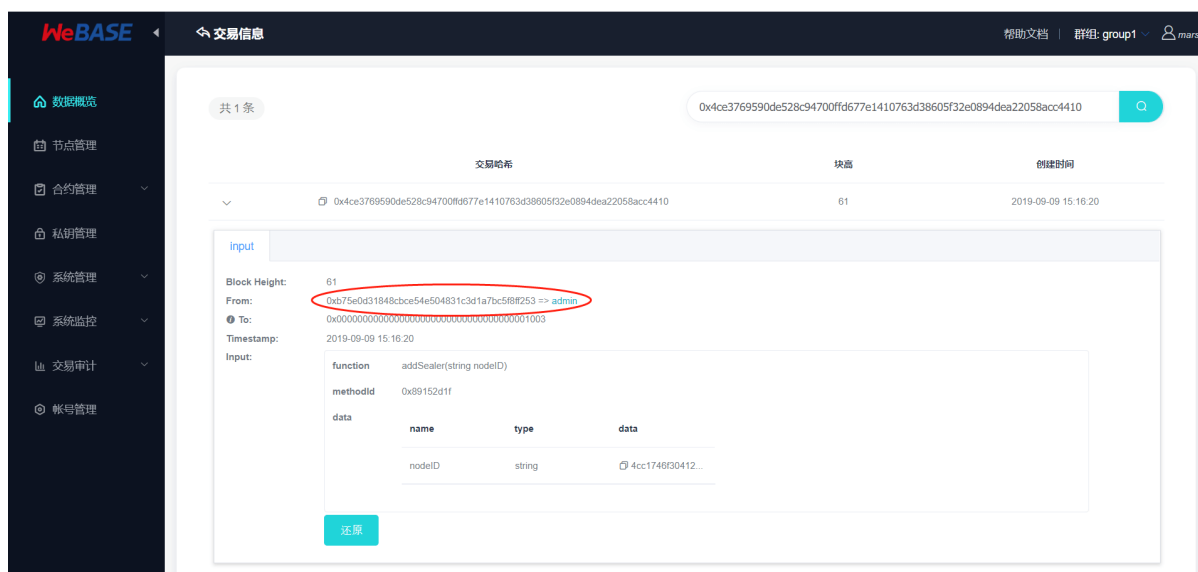 WeBASE
交易信息
帮助文档 | 群组: group1 mars
数据概览
节点管理
合约管理
私钥管理
系统管理
系统监控
交易审计
帐号管理
共 1 条
0x4ce3769590de528c94700ffd677e1410763d38605f32e0894dea22058acc4410
交易哈希 块高 创建时间
0x4ce3769590de528c94700ffd677e1410763d38605f32e0894dea22058acc4410 61 2019-09-09 15:16:20
input
Block Height: 61
From: 0xb75e0d31848cbce54e504831c3d1a7bc5f8ff253 => admin
To: 0x0000000000000000000000000000000000001003
Timestamp: 2019-09-09 15:16:20
Input:
function addSealer(string nodeID)
methodId 0x89152d1f
data
name type data
nodeID string 4cc1746f30412...
还原